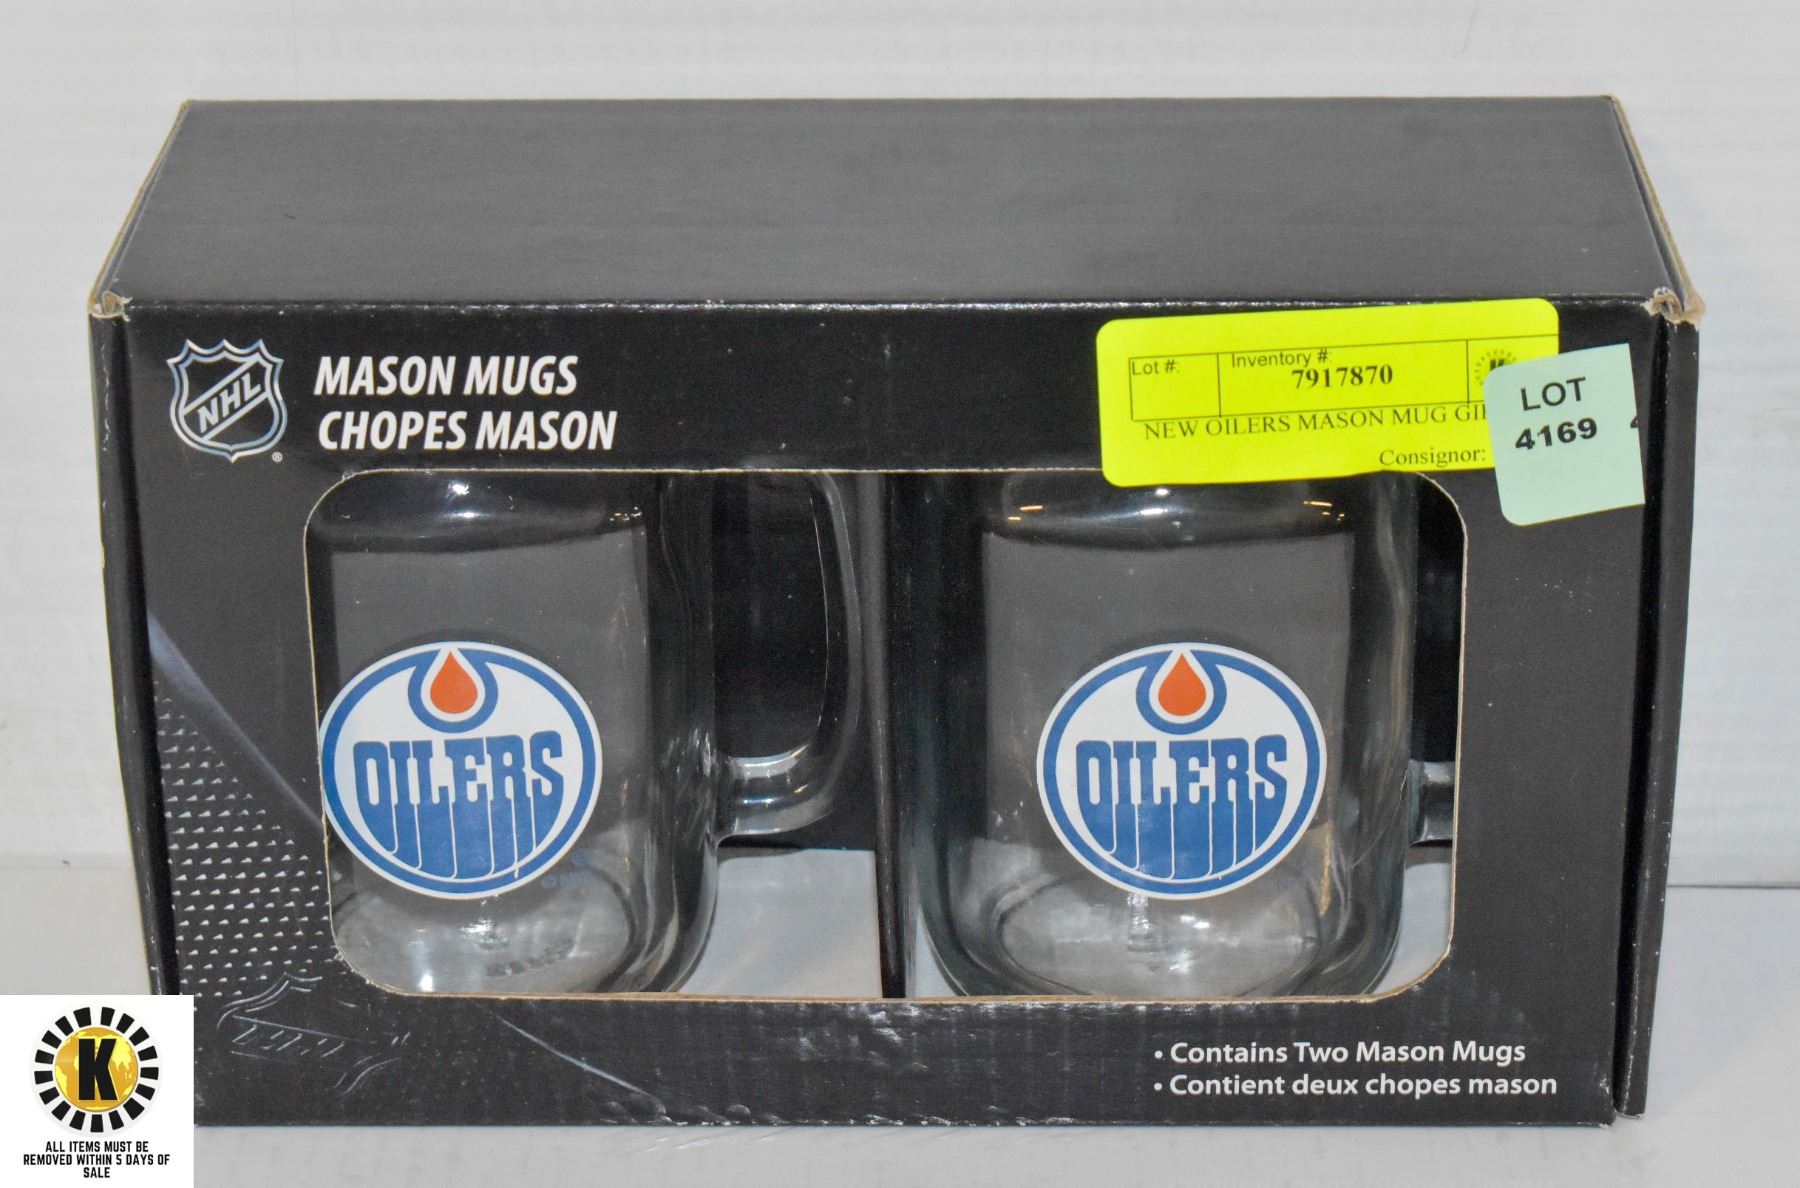 NHL
®
MASON MUGS
CHOPES MASON
Lot #:
Inventory #:
7917870
NEW OILERS MASON MUG
Consignor:
LOT
4169
OILERS
OILERS
• Contains Two Mason Mugs
• Contient deux chopes mason
K
ALL ITEMS MUST BE
REMOVED WITHIN 5 DAYS OF
SALE